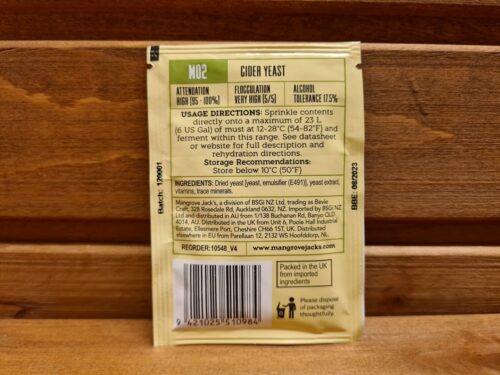 M02
CIDER YEAST
ATTENUATION
HIGH (95 - 100%)
FLOCCULATION
VERY HIGH (5/5)
ALCOHOL
TOLERANCE 17.5%
USAGE DIRECTIONS: Sprinkle contents
directly onto a maximum of 23 L
(6 US Gal) of must at 12-28°C (54-82°F) and
ferment within this range. See datasheet
or website for full description and
rehydration directions.
Storage Recommendations:
Store below 10°C (50°F)
INGREDIENTS: Dried yeast [yeast, emulsifier (E491)], yeast extract,
vitamins, trace minerals.
Mangrove Jack's, a division of BSG® NZ Ltd, trading as Bevie
Craft, 328 Rosedale Rd, Auckland 0632, NZ. Imported by BSG® NZ
Ltd and distributed in AU from 1/138 Buchanan Rd, Banyo QLD
4014, AU. Distributed in the UK from Unit 6, Poole Hall Industrial
Estate, Ellesmere Port, Cheshire CH66 1ST, UK. Distributed
elsewhere in EU from Parellaan 12, 2132 WS Hoofddorp, NL.
REORDER: 10548_V4
www.mangrovejacks.com
Batch: 129001
BBE: 06/2023
Packed in the UK
from imported
ingredients
Please dispose
of packaging
thoughtfully.
9 421025 510984